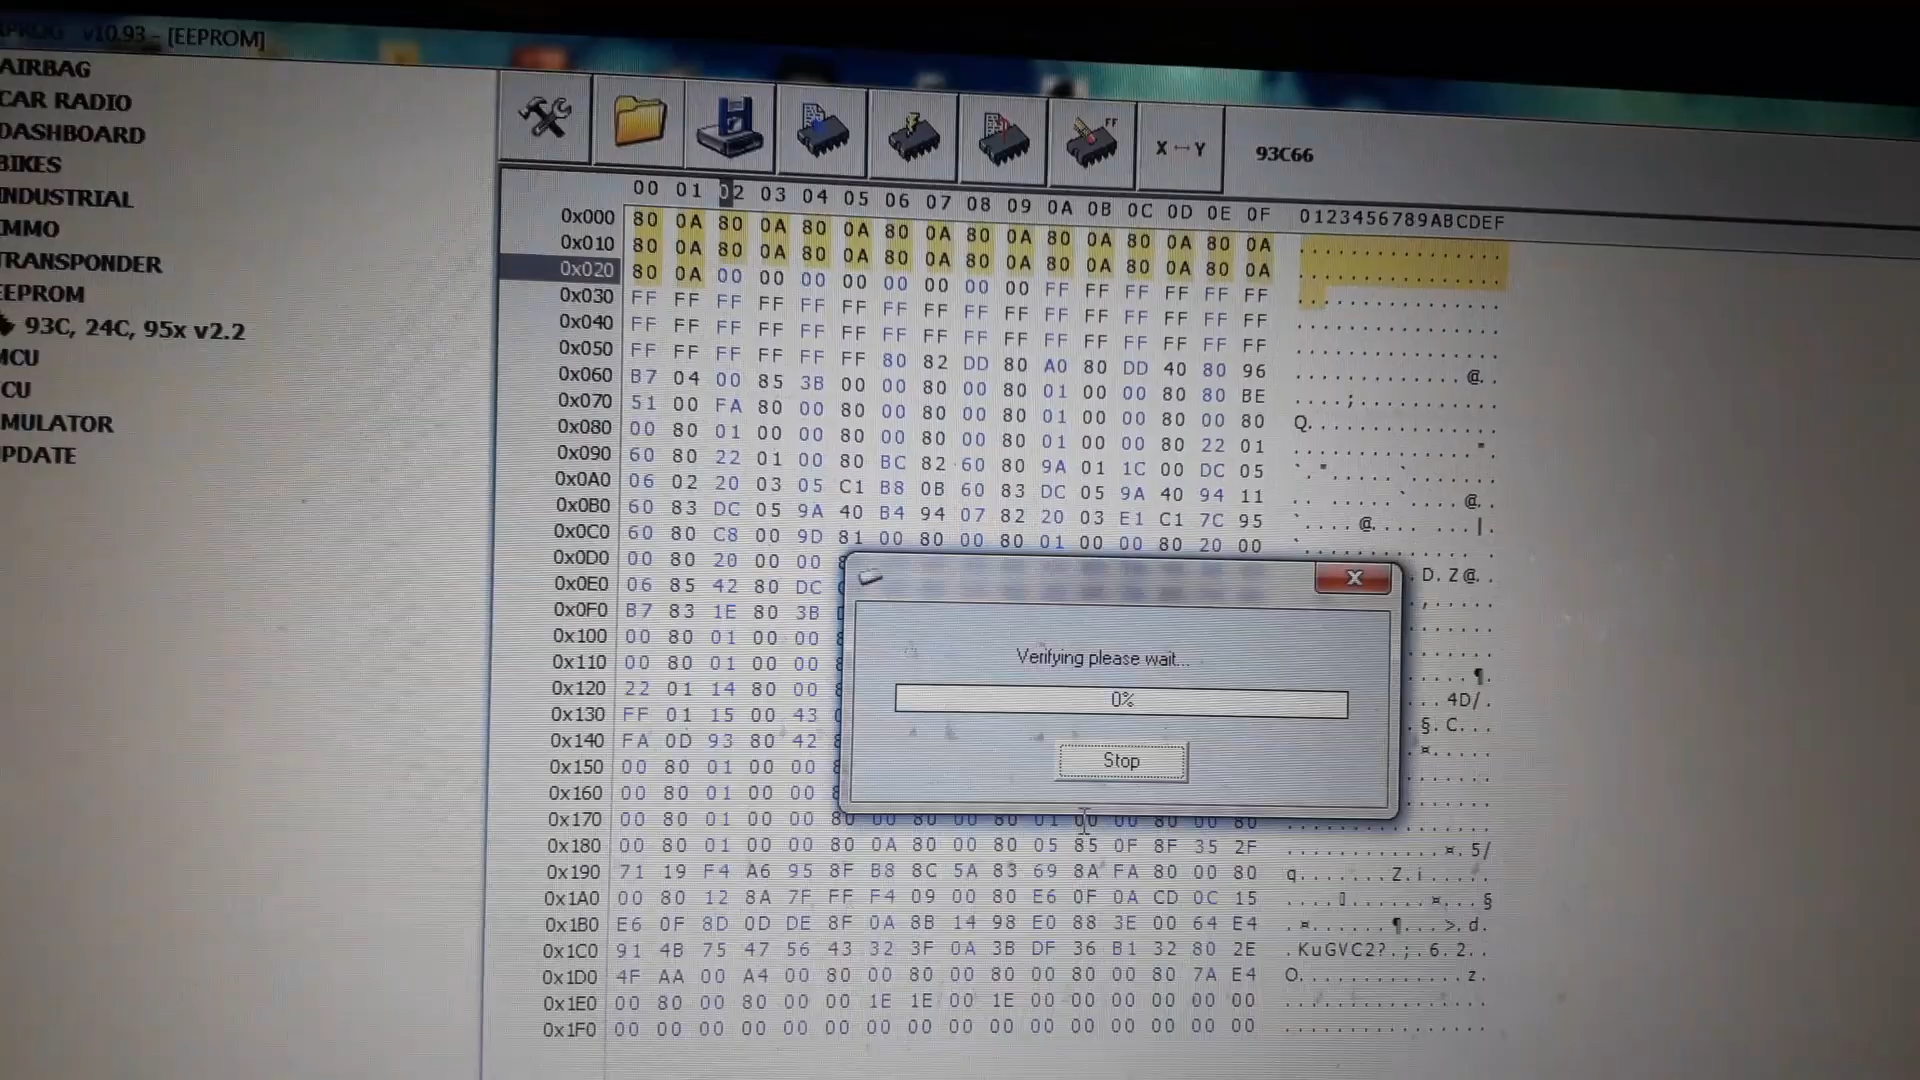 v10.93 - [EEPROM]
AIRBAG
CAR RADIO
DASHBOARD
BIKES
INDUSTRIAL
IMMO
TRANSPONDER
EEPROM
93C, 24C, 95x v2.2
MCU
CU
MULATOR
UPDATE
FF
X ↔ Y
93C66
00 01 02 03 04 05 06 07 08 09 0A 0B 0C 0D 0E 0F 0123456789ABCDEF
0x000 80 0A 80 0A 80 0A 80 0A 80 0A 80 0A 80 0A 80 0A
0x010 80 0A 80 0A 80 0A 80 0A 80 0A 80 0A 80 0A 80 0A
0x020 80 0A 00 00 00 00 00 00 00 00 FF FF FF FF FF FF
0x030 FF FF FF FF FF FF FF FF FF FF FF FF FF FF FF FF
0x040 FF FF FF FF FF FF FF FF FF FF FF FF FF FF FF FF
0x050 FF FF FF FF FF FF 80 82 DD 80 A0 80 DD 40 80 96 @..
0x060 B7 04 00 85 3B 00 00 80 00 80 01 00 00 80 80 BE ....;...........
0x070 51 00 FA 80 00 80 00 80 00 80 01 00 00 80 00 80 Q...............
0x080 00 80 01 00 00 80 00 80 00 80 01 00 00 80 22 01
0x090 60 80 22 01 00 80 BC 82 60 80 9A 01 1C 00 DC 05
0x0A0 06 02 20 03 05 C1 B8 0B 60 83 DC 05 9A 40 94 11
0x0B0 60 83 DC 05 9A 40 B4 94 07 82 20 03 E1 C1 7C 95
0x0C0 60 80 C8 00 9D 81 00 80 00 80 01 00 00 80 20 00
0x0D0 00 80 20 00 00 D.Z@..
0x0E0 06 85 42 80 DC
0x0F0 B7 83 1E 80 3B
0x100 00 80 01 00 00
0x110 00 80 01 00 00
0x120 22 01 14 80 00 ...4D/.
0x130 FF 01 15 00 43 §.C...
0x140 FA 0D 93 80 42
0x150 00 80 01 00 00
0x160 00 80 01 00 00
0x170 00 80 01 00 00 80 00 80 00 80 01 00 00 80 00 80
0x180 00 80 01 00 00 80 0A 80 00 80 05 85 0F 8F 35 2F
0x190 71 19 F4 A6 95 8F B8 8C 5A 83 69 8A FA 80 00 80 q.......Z.i.....
0x1A0 00 80 12 8A 7F FF F4 09 00 80 E6 0F 0A CD 0C 15
0x1B0 E6 0F 8D 0D DE 8F 0A 8B 14 98 E0 88 3E 00 64 E4
0x1C0 91 4B 75 47 56 43 32 3F 0A 3B DF 36 B1 32 80 2E .KuGVC2?.;.6.2..
0x1D0 4F AA 00 A4 00 80 00 80 00 80 00 80 00 80 7A E4 O.............z.
0x1E0 00 80 00 80 00 00 1E 1E 00 1E 00 00 00 00 00 00
0x1F0 00 00 00 00 00 00 00 00 00 00 00 00 00 00 00 00
Verifying please wait...
0%
Stop